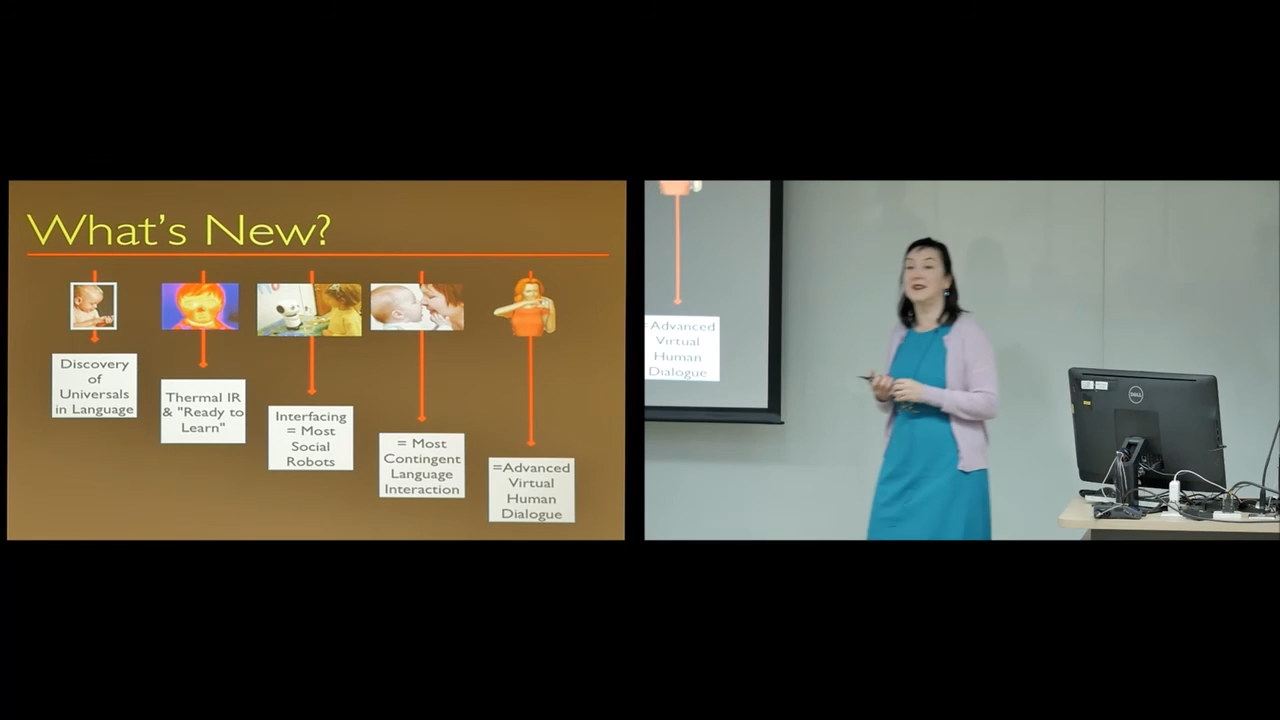 What's New?
Discovery
of
Universals
in Language
Thermal IR
& "Ready to
Learn"
Interfacing
= Most
Social
Robots
= Most
Contingent
Language
Interaction
=Advanced
Virtual
Human
Dialogue
=Advanced
Virtual
Human
Dialogue
DELL